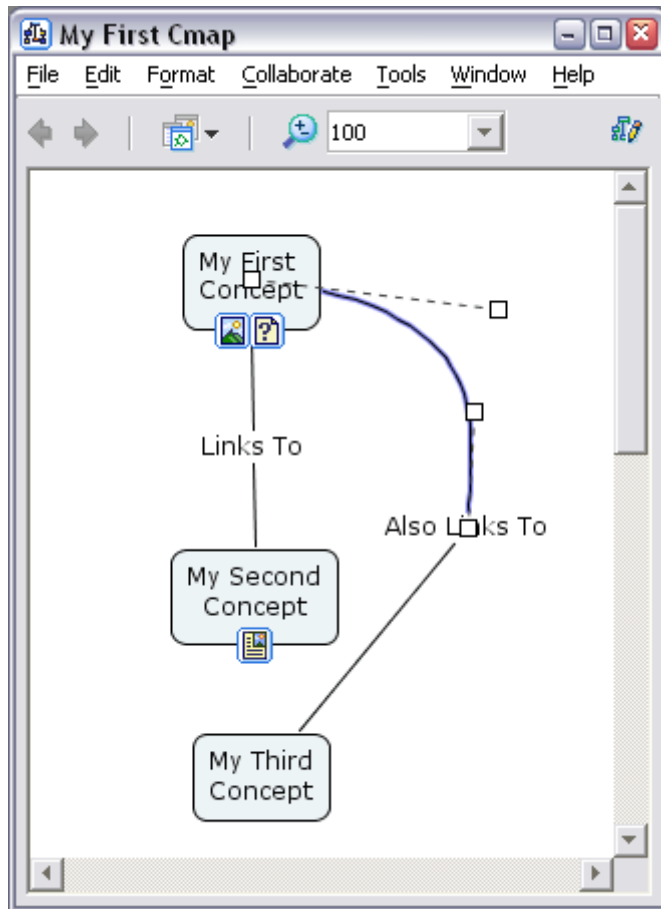 My First Cmap
File Edit Format Collaborate Tools Window Help
100
My First
Concept
Links To
Also Links To
My Second
Concept
My Third
Concept